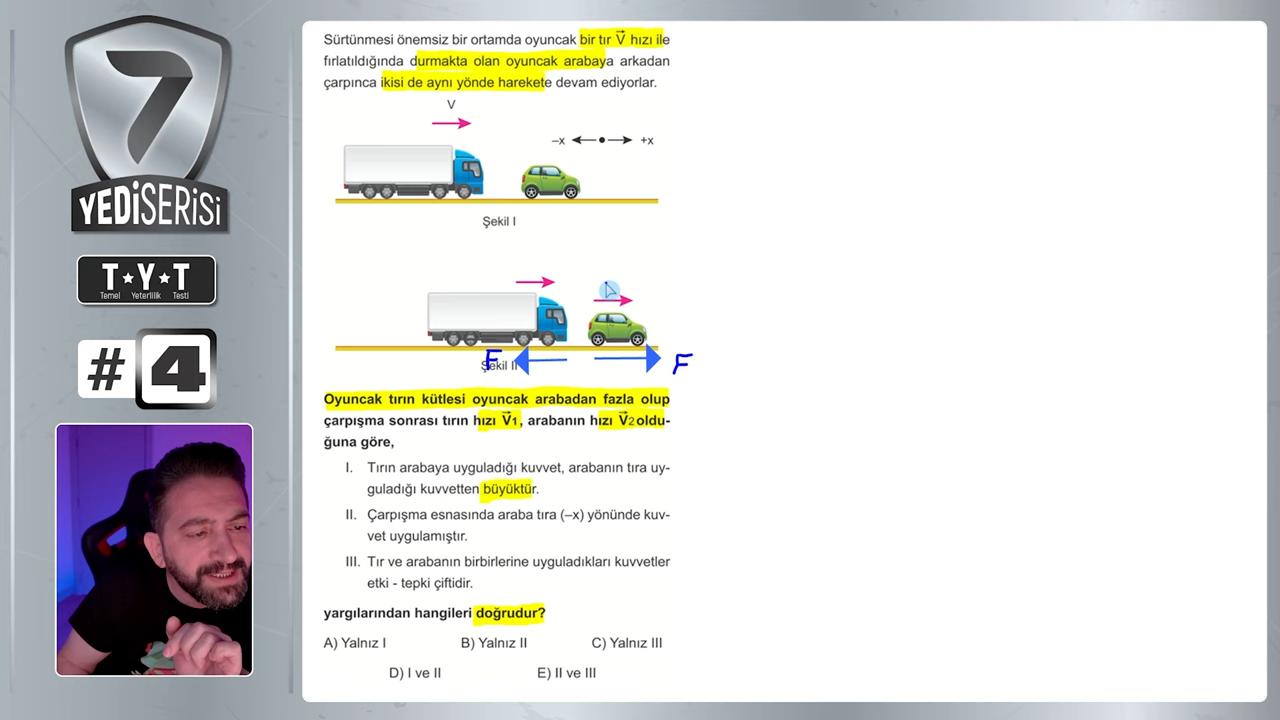 7
YEDİSERİSİ
T★Y★T
Temel Yeterlilik Testi
# 4
Sürtünmesi önemsiz bir ortamda oyuncak bir tır V⃗ hızı ile
fırlatıldığında durmakta olan oyuncak arabaya arkadan
çarpınca ikisi de aynı yönde harekete devam ediyorlar.
V
–x +x
Şekil I
F Şekil II F
Oyuncak tırın kütlesi oyuncak arabadan fazla olup
çarpışma sonrası tırın hızı V⃗1, arabanın hızı V⃗2 oldu-
ğuna göre,
I. Tırın arabaya uyguladığı kuvvet, arabanın tıra uy-
guladığı kuvvetten büyüktür.
II. Çarpışma esnasında araba tıra (–x) yönünde kuv-
vet uygulamıştır.
III. Tır ve arabanın birbirlerine uyguladıkları kuvvetler
etki - tepki çiftidir.
yargılarından hangileri doğrudur?
A) Yalnız I B) Yalnız II C) Yalnız III
D) I ve II E) II ve III